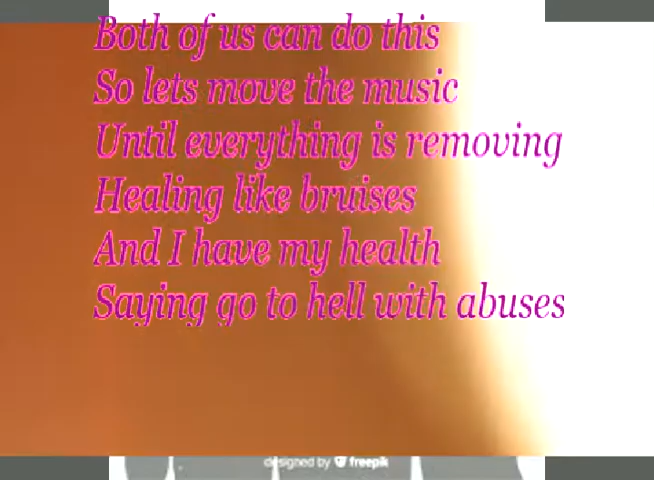 Both of us can do this
So lets move the music
Until everything is removing
Healing like bruises
And I have my health
Saying go to hell with abuses
designed by freepik